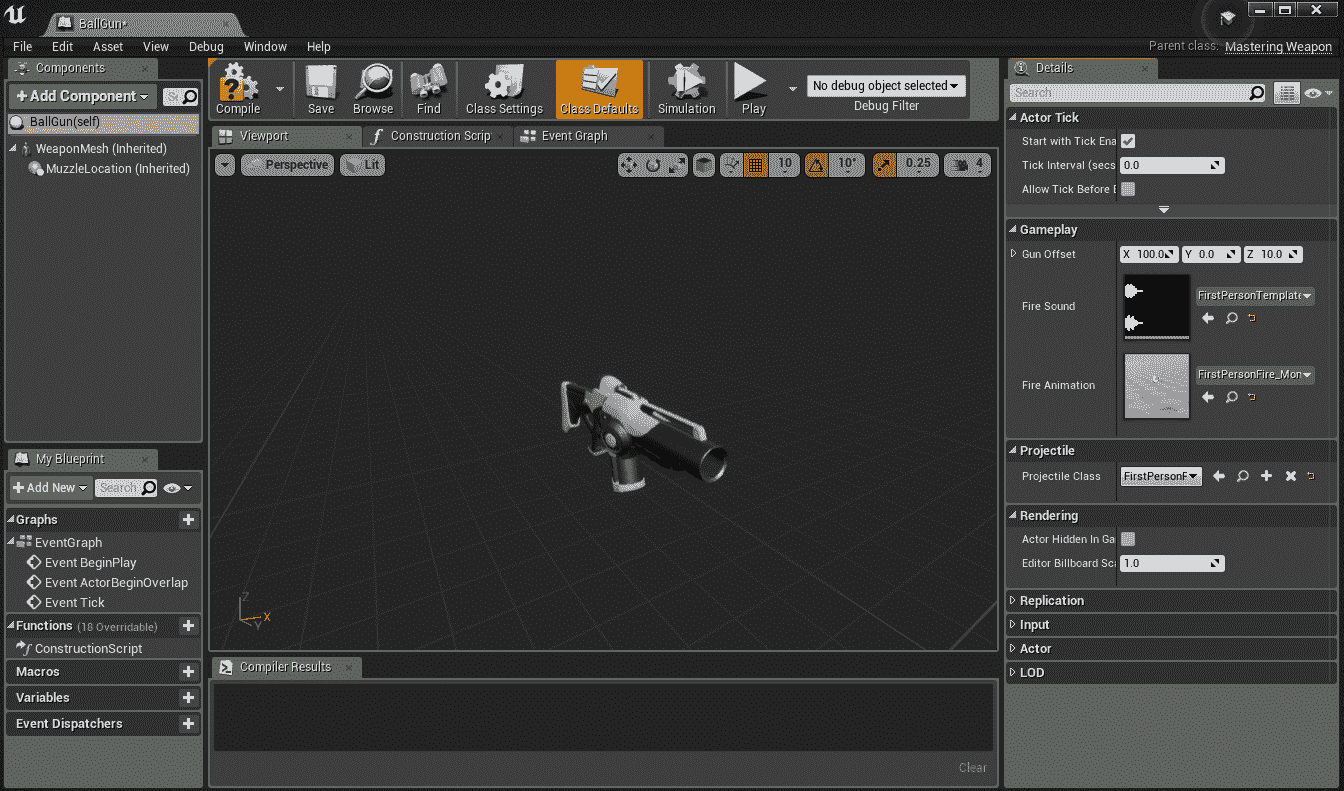 BallGun*
File Edit Asset View Debug Window Help
Parent class: Mastering Weapon
Components
+Add Component
BallGun(self)
WeaponMesh (Inherited)
MuzzleLocation (Inherited)
My Blueprint
+Add New
Search
Graphs
EventGraph
Event BeginPlay
Event ActorBeginOverlap
Event Tick
Functions (18 Overridable)
ConstructionScript
Macros
Variables
Event Dispatchers
Compile
Save
Browse
Find
Class Settings
Class Defaults
Simulation
Play
No debug object selected
Debug Filter
Viewport
Construction Scrip
Event Graph
Perspective
Lit
10
10°
0.25
4
Z
X
Y
Compiler Results
Clear
Details
Search
Actor Tick
Start with Tick Ena
Tick Interval (secs 0.0
Allow Tick Before
Gameplay
Gun Offset X 100.0 Y 0.0 Z 10.0
Fire Sound
FirstPersonTemplate
Fire Animation
FirstPersonFire_Mon
Projectile
Projectile Class FirstPersonF
Rendering
Actor Hidden In Ga
Editor Billboard Sca 1.0
Replication
Input
Actor
LOD